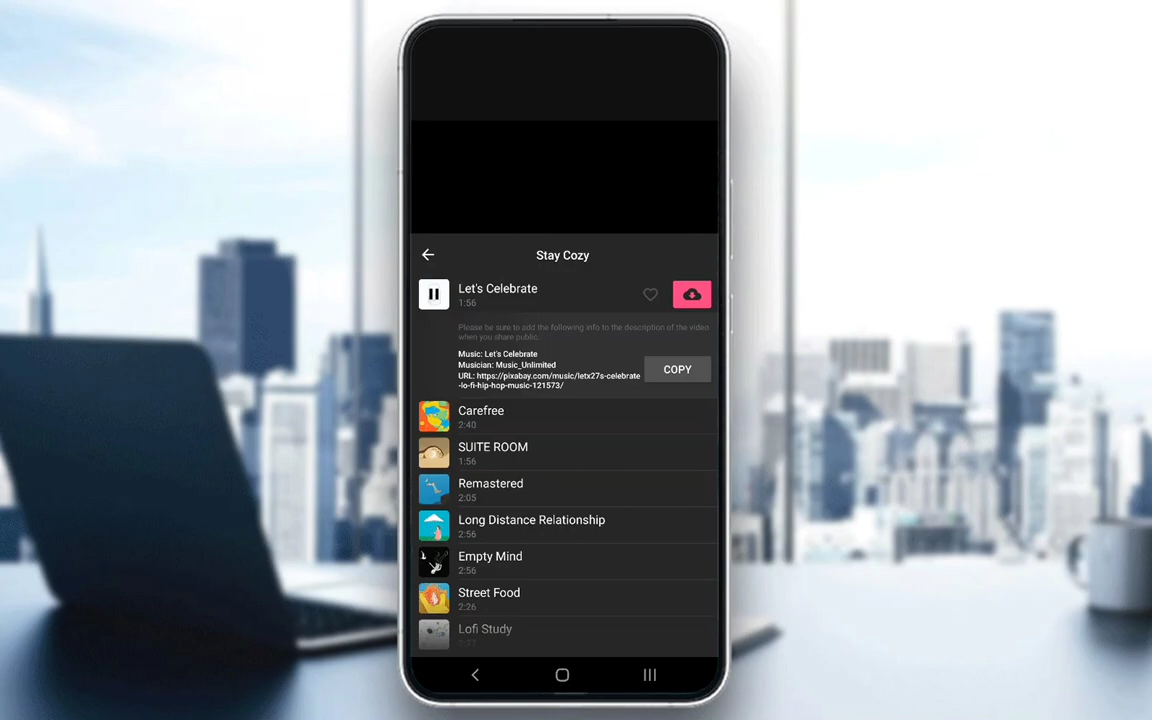 Stay Cozy
Let's Celebrate
1:56
Please be sure to add the following info to the description of the video
when you share public.
Music: Let's Celebrate
Musician: Music_Unlimited
URL: https://pixabay.com/music/letx27s-celebrate
-lo-fi-hip-hop-music-121573/
COPY
Carefree
2:40
SUITE ROOM
1:56
Remastered
2:05
Long Distance Relationship
2:56
Empty Mind
2:56
Street Food
2:26
Lofi Study